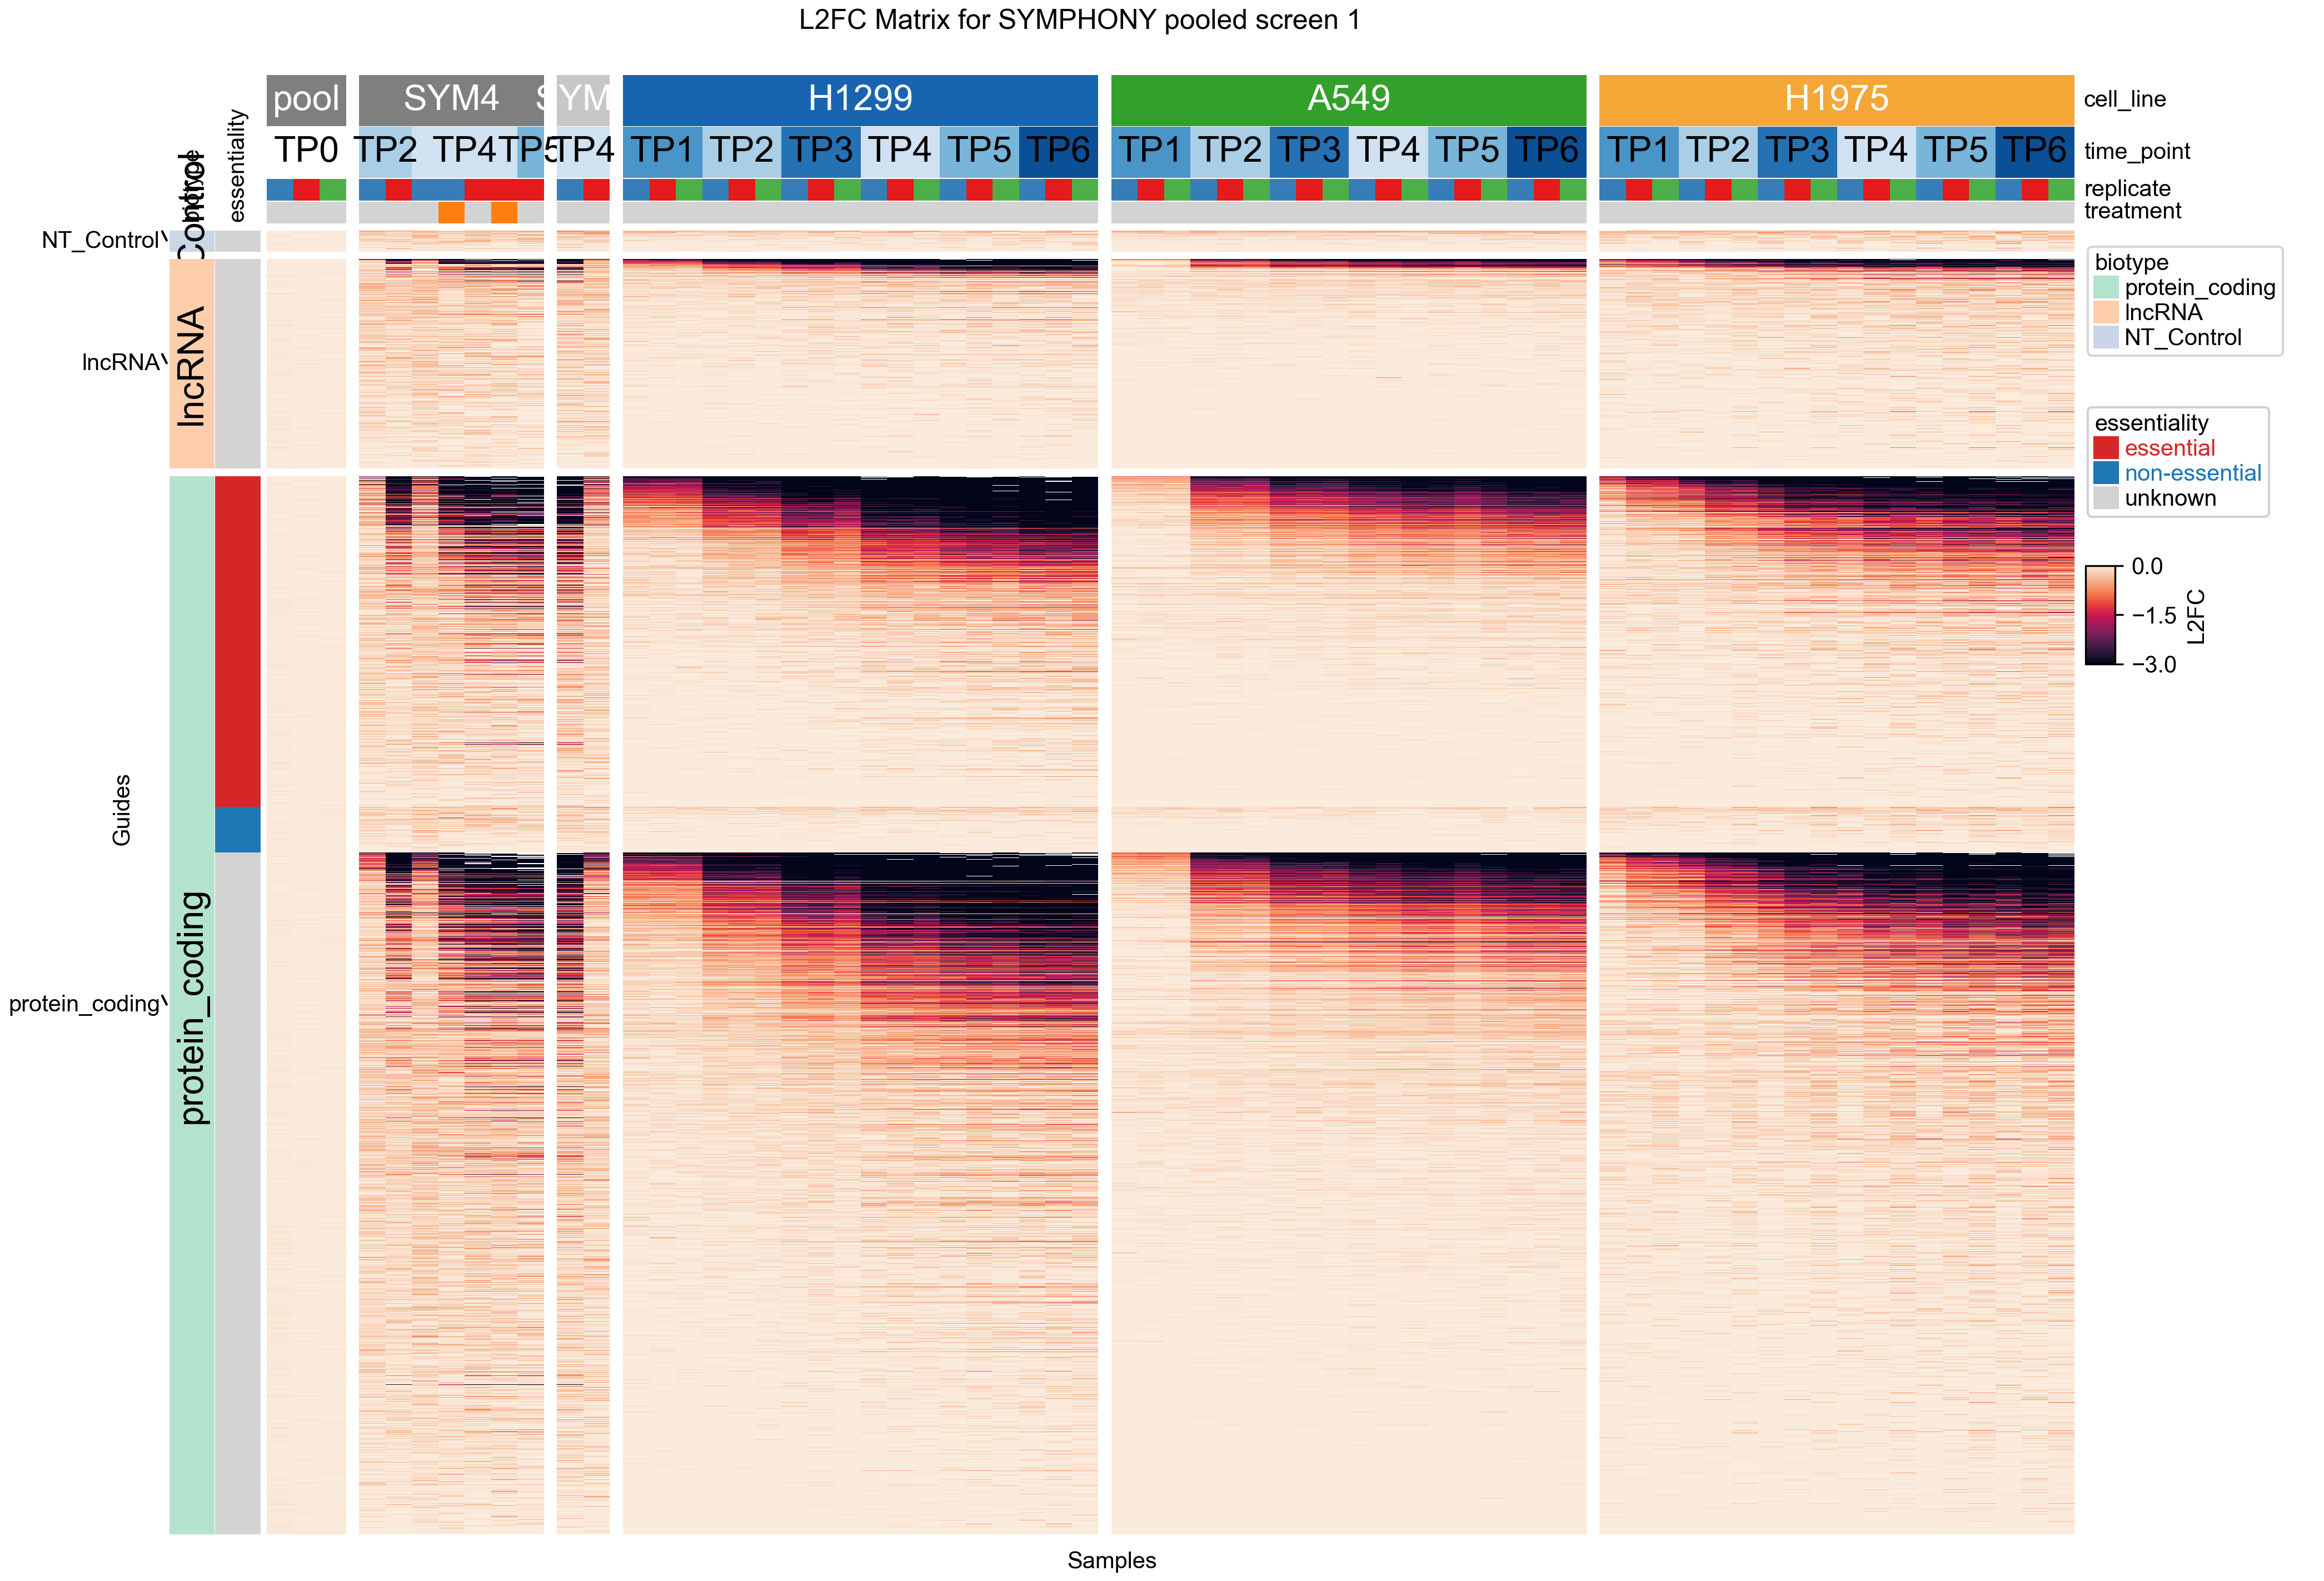 L2FC Matrix for SYMPHONY pooled screen 1
pool
SYM4
H1299
A549
H1975
cell_line
TP0
TP2
TP4
TP5
TP4
TP1
TP2
TP3
TP4
TP5
TP6
TP1
TP2
TP3
TP4
TP5
TP6
TP1
TP2
TP3
TP4
TP5
TP6
time_point
replicate
treatment
essentiality
NT_Control
lncRNA
lncRNA
protein_coding
protein_coding
Guides
Samples
biotype
protein_coding
lncRNA
NT_Control
essentiality
essential
non-essential
unknown
0.0
−1.5
−3.0
L2FC